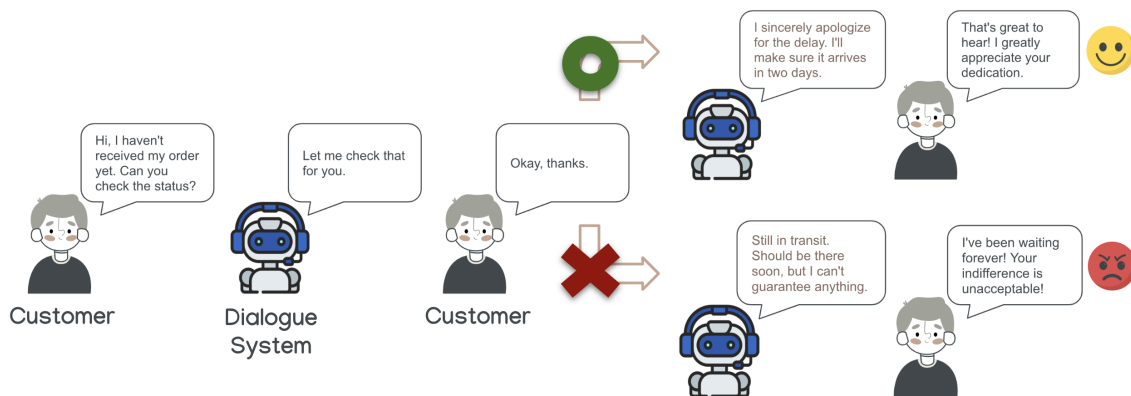 Hi, I haven't
received my order
yet. Can you
check the status?
Customer
Let me check that
for you.
Dialogue
System
Okay, thanks.
Customer
I sincerely apologize
for the delay. I'll
make sure it arrives
in two days.
That's great to
hear! I greatly
appreciate your
dedication.
Still in transit.
Should be there
soon, but I can't
guarantee anything.
I've been waiting
forever! Your
indifference is
unacceptable!